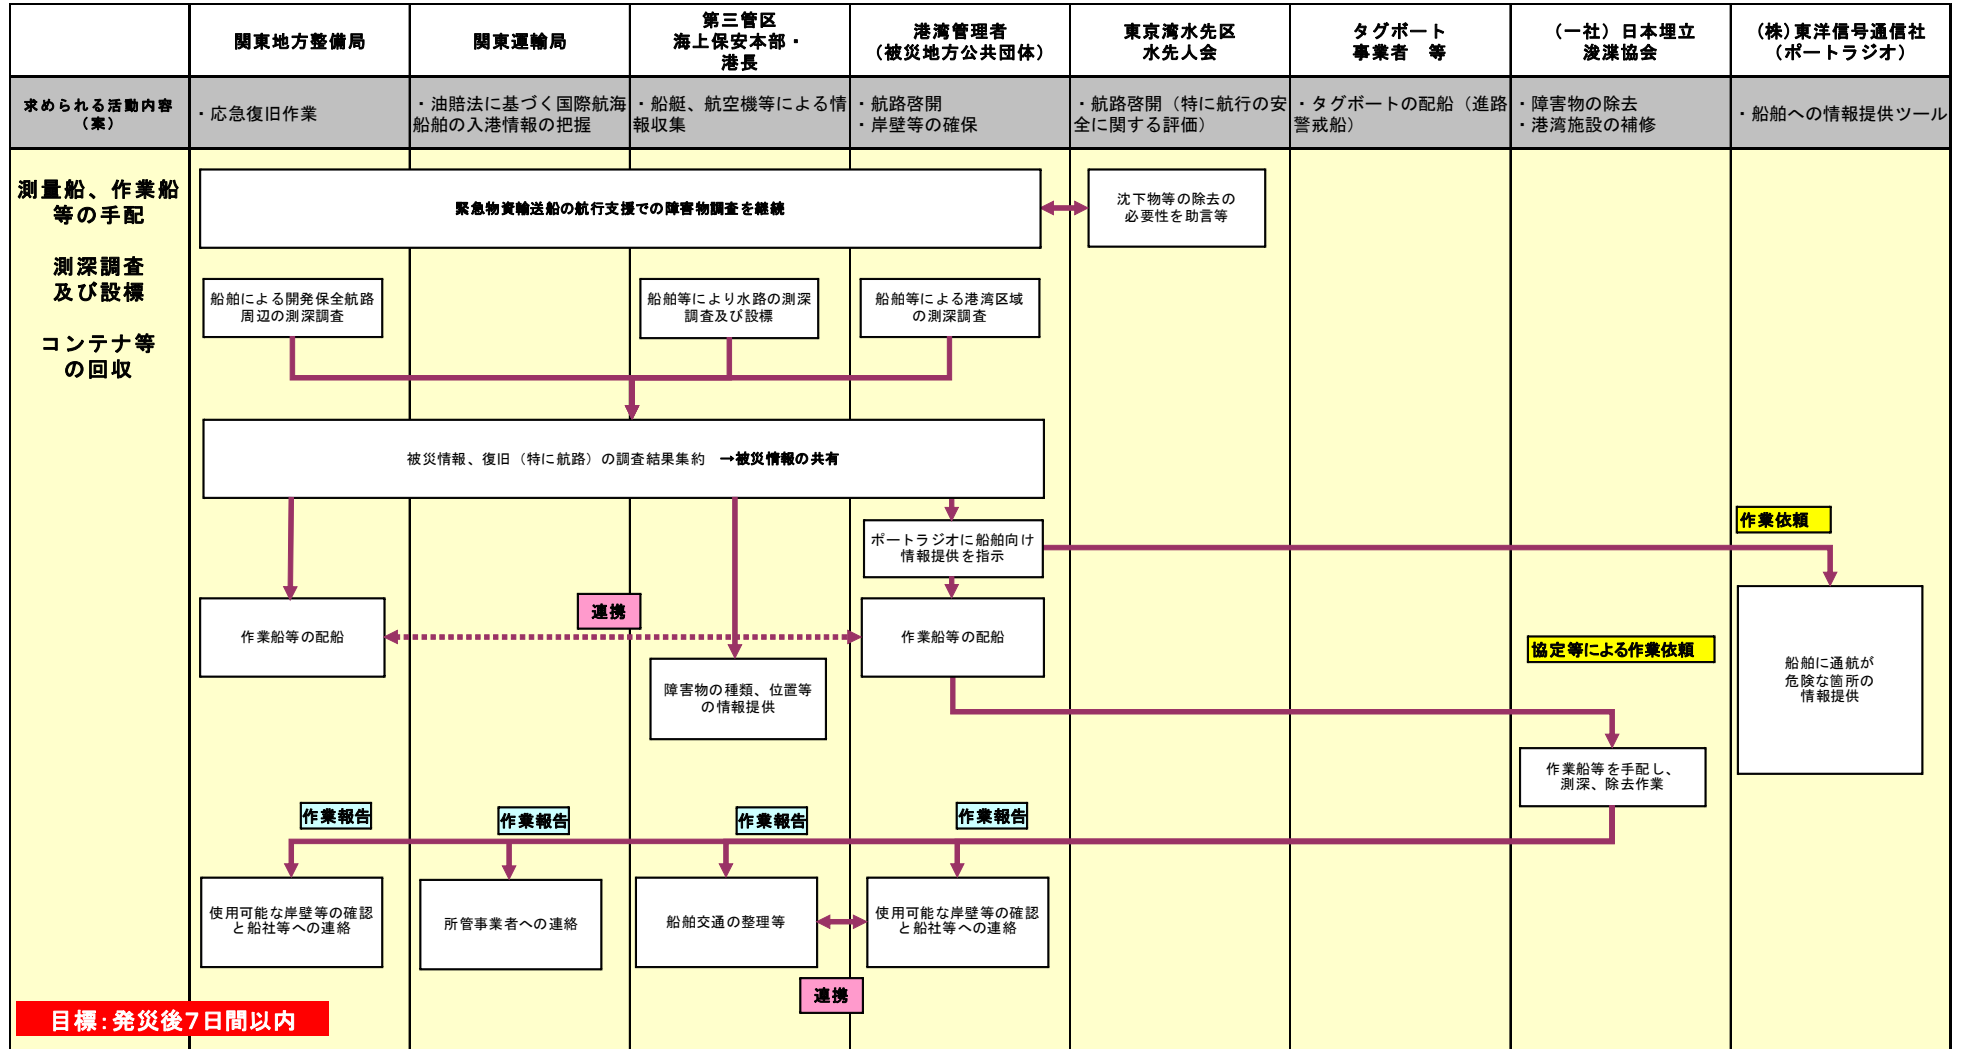 関東地方整備局
関東運輸局
第三管区
海上保安本部・
港長
港湾管理者
（被災地方公共団体）
東京湾水先区
水先人会
タグボート
事業者　等
（一社）日本埋立
浚渫協会
（株）東洋信号通信社
（ポートラジオ）
求められる活動内容
（案）
・応急復旧作業
・油賠法に基づく国際航海
船舶の入港情報の把握
・船艇、航空機等による情
報収集
・航路啓開
・岸壁等の確保
・航路啓開（特に航行の安
全に関する評価）
・タグボートの配船（進路
警戒船）
・障害物の除去
・港湾施設の補修
・船舶への情報提供ツール
測量船、作業船
等の手配
測深調査
及び設標
コンテナ等
の回収
緊急物資輸送船の航行支援での障害物調査を継続
沈下物等の除去の
必要性を助言等
船舶による開発保全航路
周辺の測深調査
船舶等により水路の測深
調査及び設標
船舶等による港湾区域
の測深調査
被災情報、復旧（特に航路）の調査結果集約　→被災情報の共有
ポートラジオに船舶向け
情報提供を指示
作業依頼
作業船等の配船
連携
作業船等の配船
障害物の種類、位置等
の情報提供
協定等による作業依頼
船舶に通航が
危険な箇所の
情報提供
作業船等を手配し、
測深、除去作業
作業報告
作業報告
作業報告
作業報告
使用可能な岸壁等の確認
と船社等への連絡
所管事業者への連絡
船舶交通の整理等
使用可能な岸壁等の確認
と船社等への連絡
連携
目標：発災後7日間以内